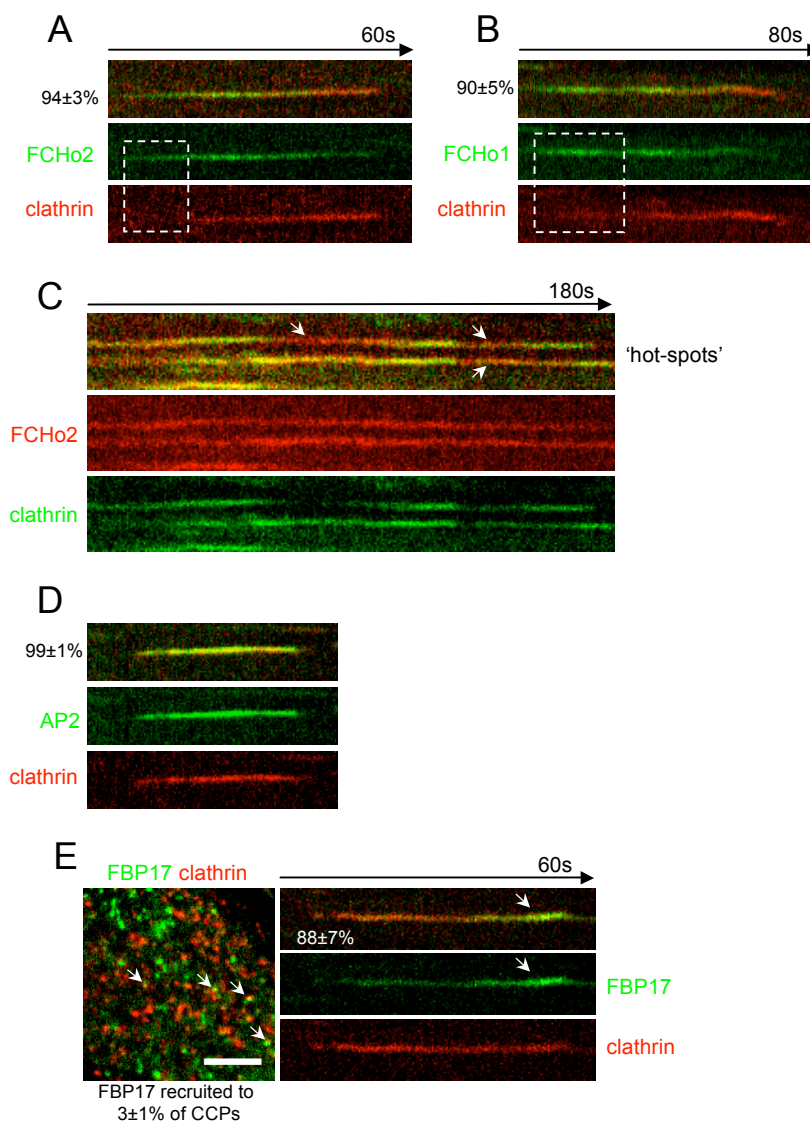 A
60s
94±3%
FCHo2
clathrin
B
80s
90±5%
FCHo1
clathrin
C
180s
'hot-spots'
FCHo2
clathrin
D
99±1%
AP2
clathrin
E
FBP17 clathrin
60s
88±7%
FBP17
clathrin
FBP17 recruited to
3±1% of CCPs